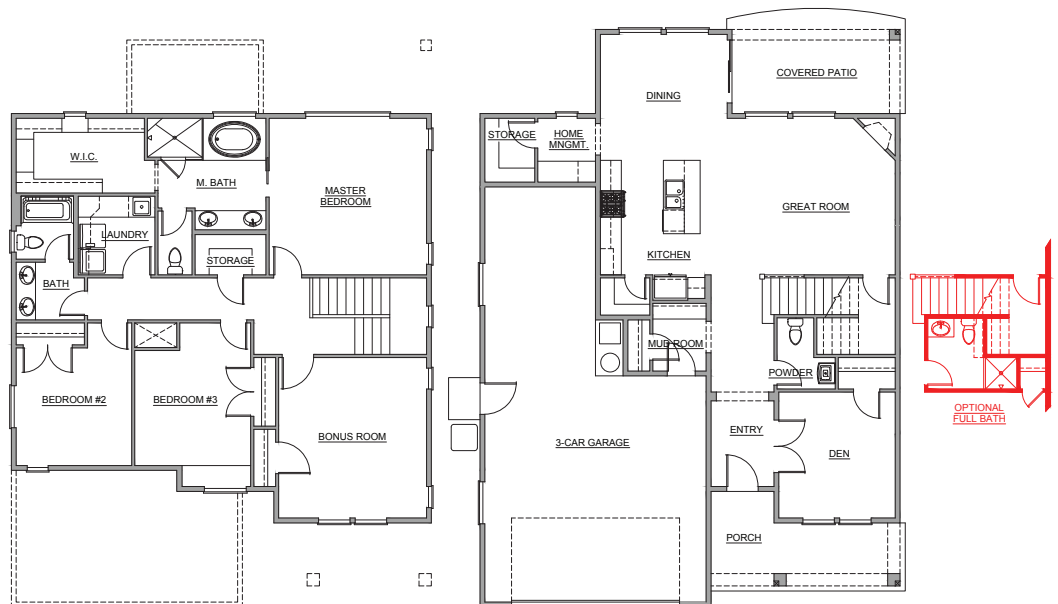 W.I.C.
M. BATH
MASTER
BEDROOM
LAUNDRY
STORAGE
BATH
BEDROOM #2
BEDROOM #3
BONUS ROOM
COVERED PATIO
DINING
STORAGE
HOME
MNGMT.
GREAT ROOM
KITCHEN
MUD ROOM
POWDER
ENTRY
3-CAR GARAGE
DEN
PORCH
OPTIONAL
FULL BATH